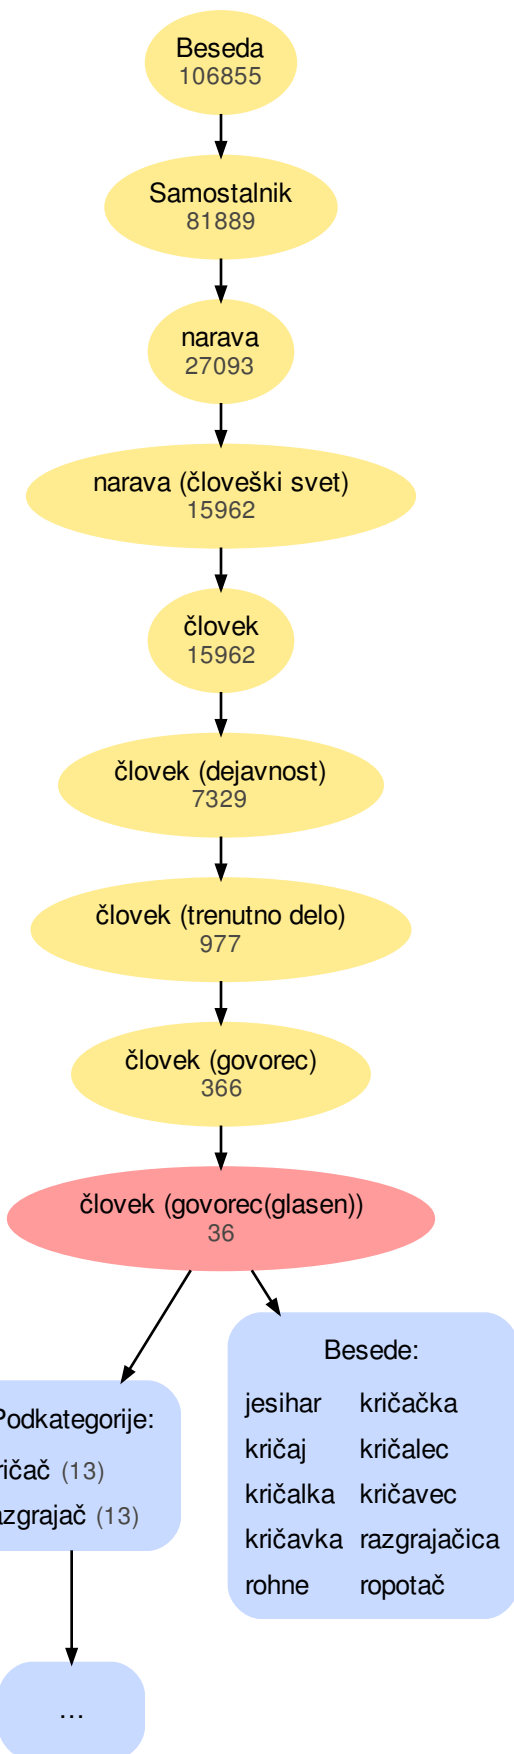 Beseda
106855
Samostalnik
81889
narava
27093
narava (človeški svet)
15962
človek
15962
človek (dejavnost)
7329
človek (trenutno delo)
977
človek (govorec)
366
človek (govorec(glasen))
36
Podkategorije:
ričač (13)
azgrajač (13)
...
Besede:
jesihar kričačka
kričaj kričalec
kričalka kričavec
kričavka razgrajačica
rohne ropotač